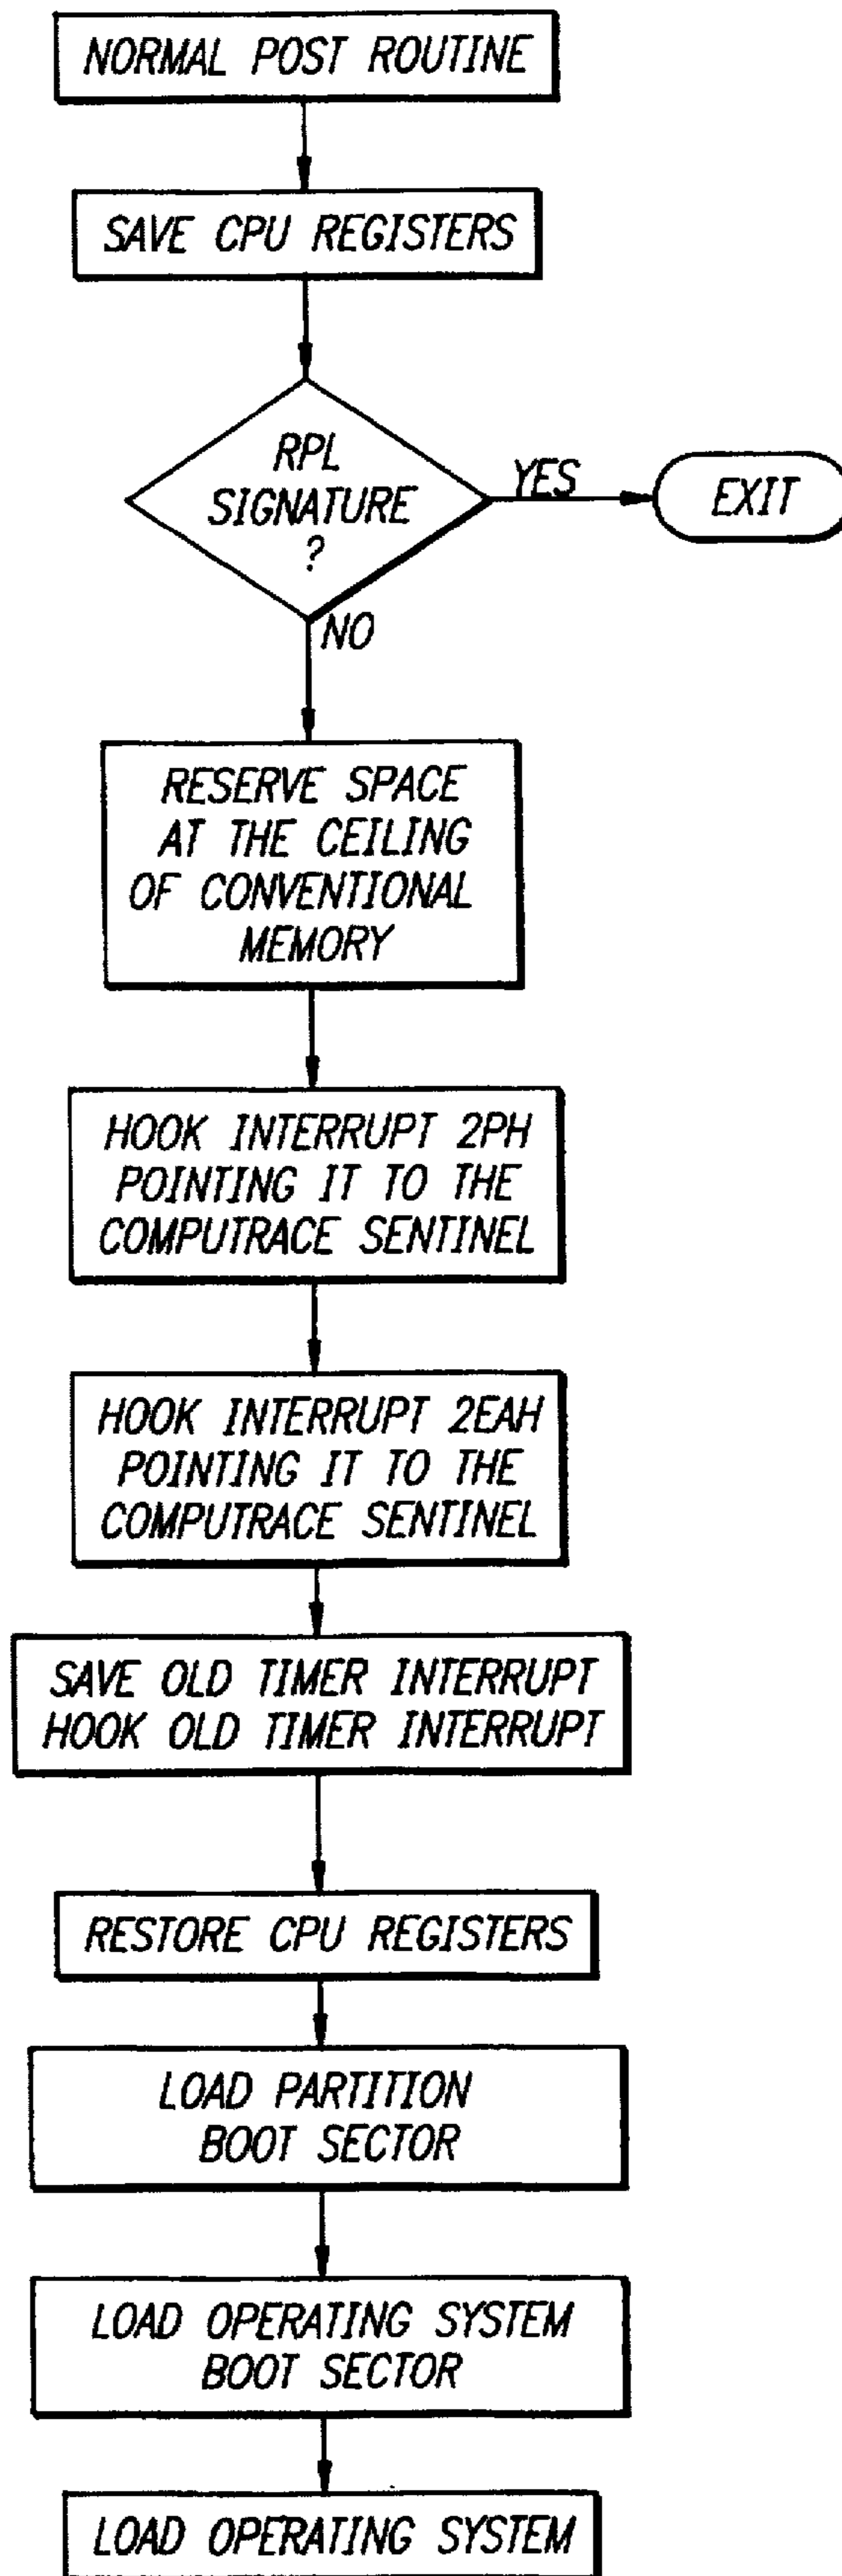 NORMAL POST ROUTINE
SAVE CPU REGISTERS
RPL
SIGNATURE
?
YES
EXIT
NO
RESERVE SPACE
AT THE CEILING
OF CONVENTIONAL
MEMORY
HOOK INTERRUPT 2PH
POINTING IT TO THE
COMPUTRACE SENTINEL
HOOK INTERRUPT 2EAH
POINTING IT TO THE
COMPUTRACE SENTINEL
SAVE OLD TIMER INTERRUPT
HOOK OLD TIMER INTERRUPT
RESTORE CPU REGISTERS
LOAD PARTITION
BOOT SECTOR
LOAD OPERATING SYSTEM
BOOT SECTOR
LOAD OPERATING SYSTEM